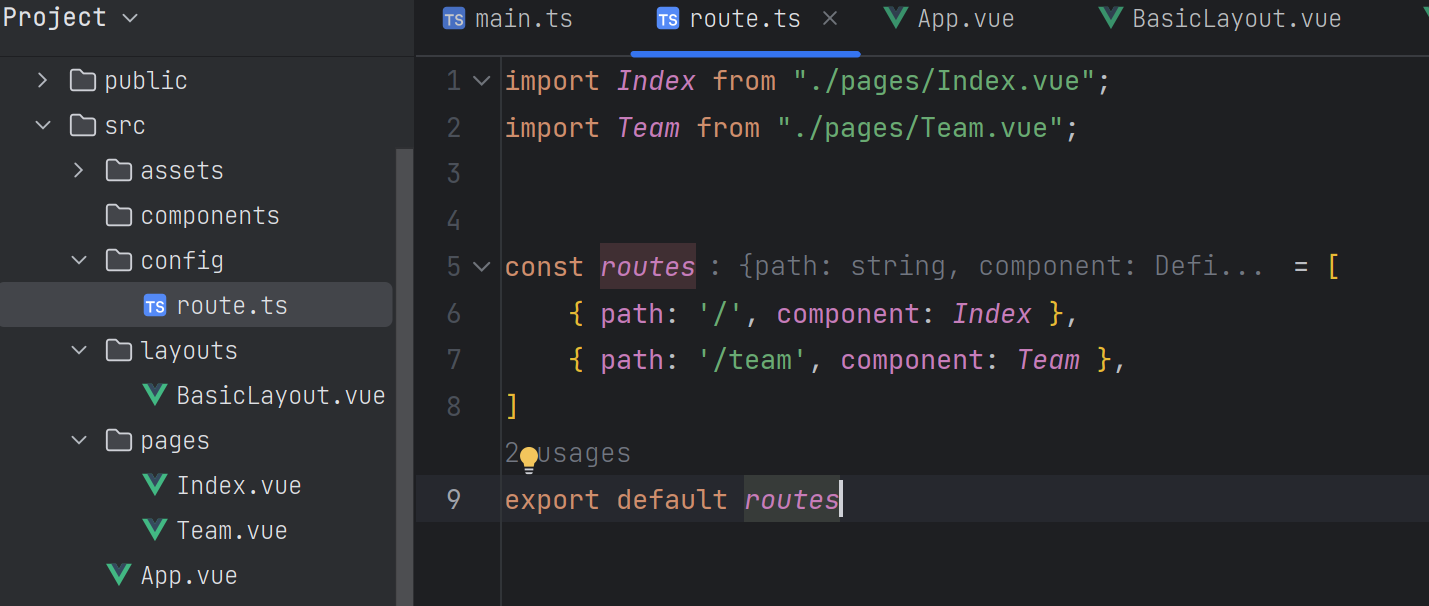 Project
public
src
assets
components
config
TS route.ts
layouts
BasicLayout.vue
pages
Index.vue
Team.vue
App.vue
TS main.ts
TS route.ts
App.vue
BasicLayout.vue
1 import Index from "./pages/Index.vue";
2 import Team from "./pages/Team.vue";
3
4
5 const routes : {path: string, component: Defi... = [
6 { path: '/', component: Index },
7 { path: '/team', component: Team },
8 ]
2 usages
9 export default routes